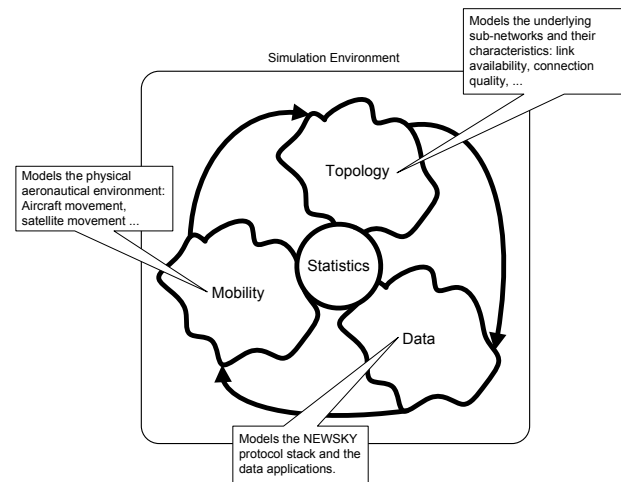 Models the underlying
sub-networks and their
characteristics: link
availability, connection
quality, ...
Simulation Environment
Topology
Models the physical
aeronautical environment:
Aircraft movement,
satellite movement ...
Statistics
Mobility
Data
Models the NEWSKY
protocol stack and the
data applications.